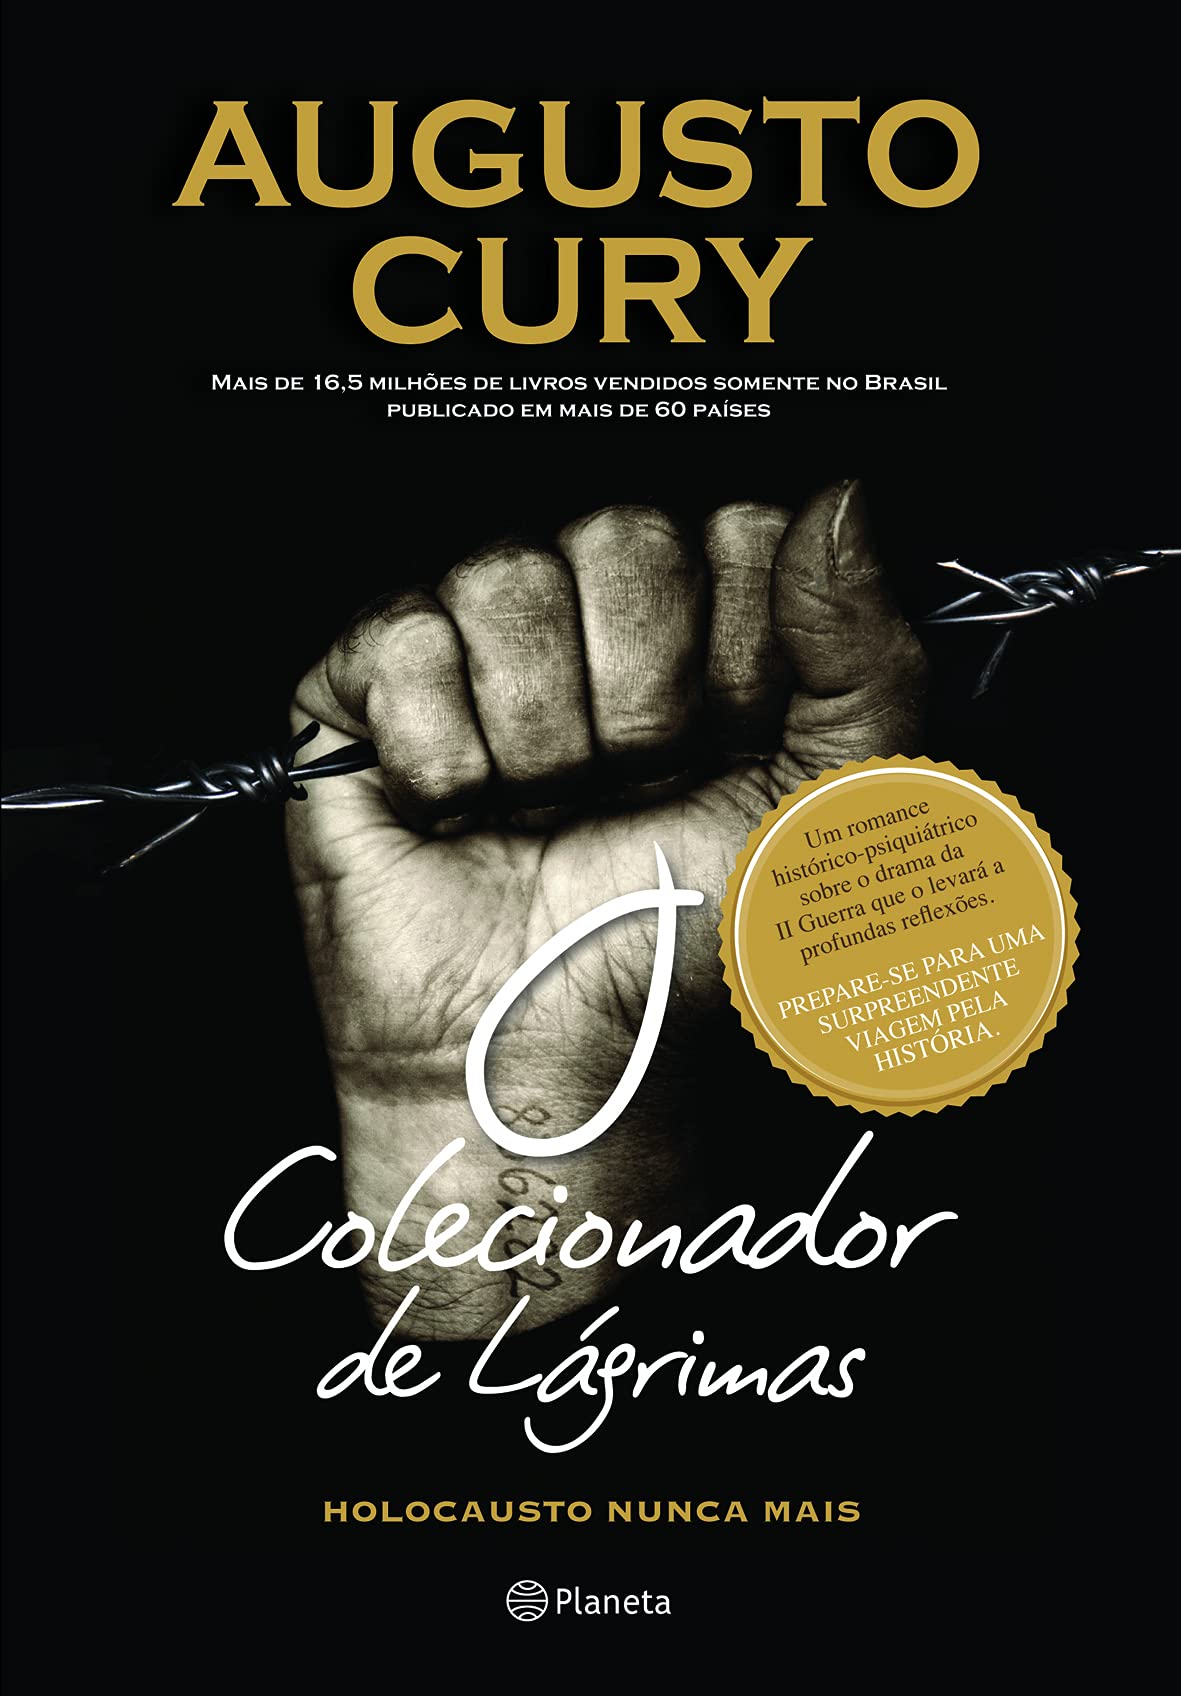 AUGUSTO
CURY
MAIS DE 16,5 MILHÕES DE LIVROS VENDIDOS SOMENTE NO BRASIL
PUBLICADO EM MAIS DE 60 PAÍSES
Um romance
histórico-psiquiátrico
sobre o drama da
II Guerra que o levará a
profundas reflexões.
PREPARE-SE PARA UMA
SURPREENDENTE
VIAGEM PELA
HISTÓRIA.
O
Colecionador
de Lágrimas
HOLOCAUSTO NUNCA MAIS
Planeta